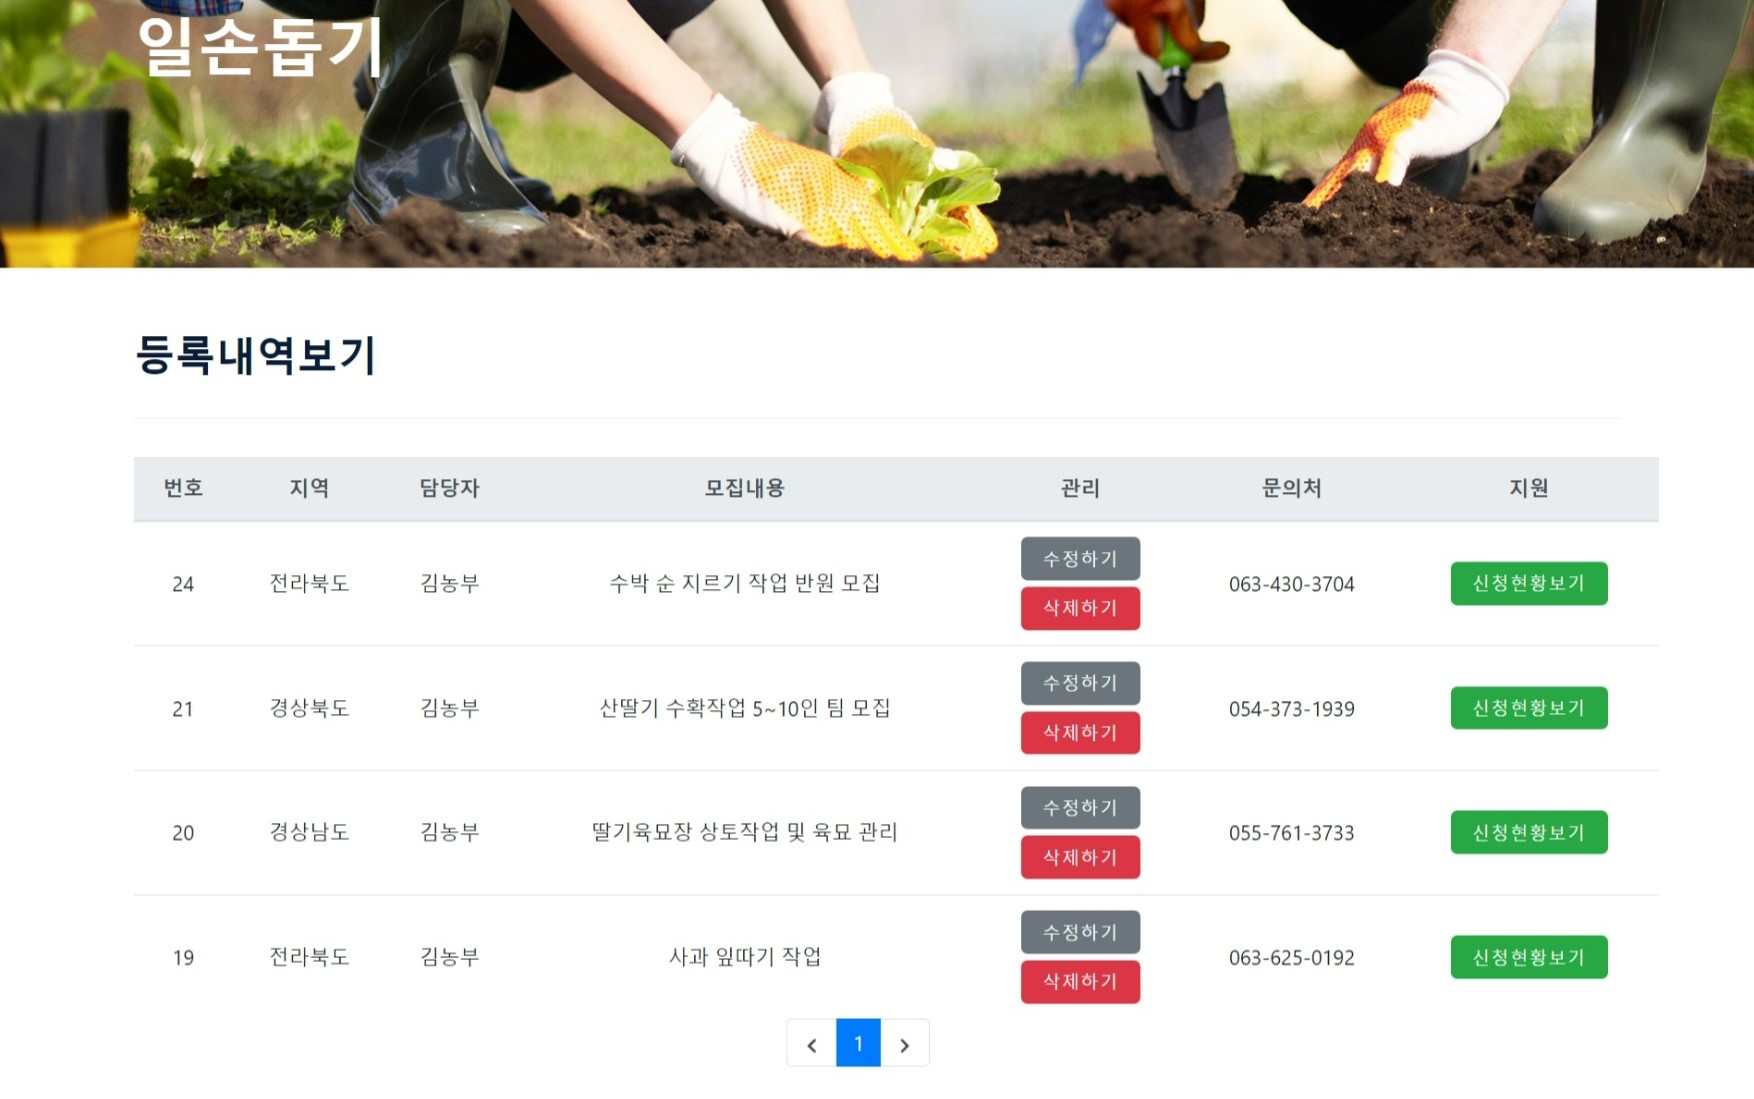 일손돕기
등록내역보기
번호 지역 담당자 모집내용 관리 문의처 지원
24 전라북도 김농부 수박 순 지르기 작업 반원 모집 수정하기 삭제하기 063-430-3704 신청현황보기
21 경상북도 김농부 산딸기 수확작업 5~10인 팀 모집 수정하기 삭제하기 054-373-1939 신청현황보기
20 경상남도 김농부 딸기육묘장 상토작업 및 육묘 관리 수정하기 삭제하기 055-761-3733 신청현황보기
19 전라북도 김농부 사과 잎따기 작업 수정하기 삭제하기 063-625-0192 신청현황보기
‹ 1 ›